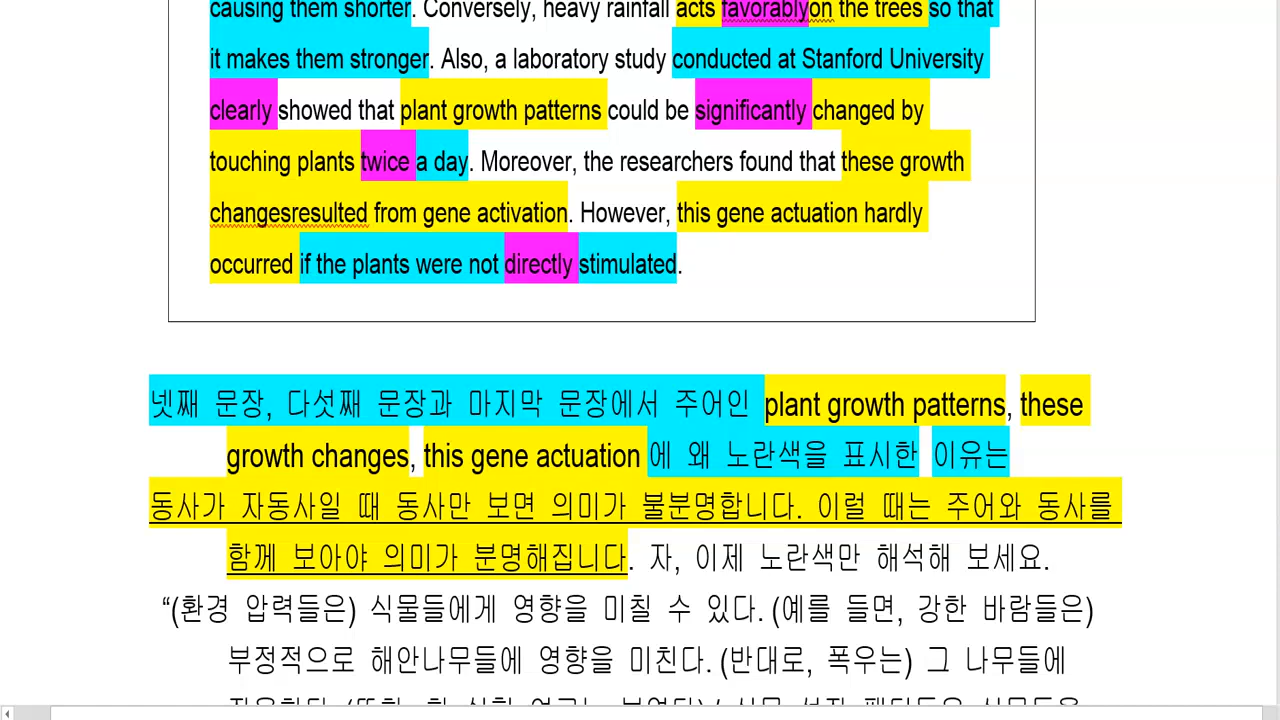 causing them shorter. Conversely, heavy rainfall acts favorablyon the trees so that
it makes them stronger. Also, a laboratory study conducted at Stanford University
clearly showed that plant growth patterns could be significantly changed by
touching plants twice a day. Moreover, the researchers found that these growth
changesresulted from gene activation. However, this gene actuation hardly
occurred if the plants were not directly stimulated.
넷째 문장, 다섯째 문장과 마지막 문장에서 주어인 plant growth patterns, these
growth changes, this gene actuation 에 왜 노란색을 표시한 이유는
동사가 자동사일 때 동사만 보면 의미가 불분명합니다. 이럴 때는 주어와 동사를
함께 보아야 의미가 분명해집니다. 자, 이제 노란색만 해석해 보세요.
“(환경 압력들은) 식물들에게 영향을 미칠 수 있다. (예를 들면, 강한 바람들은)
부정적으로 해안나무들에 영향을 미친다. (반대로, 폭우는) 그 나무들에